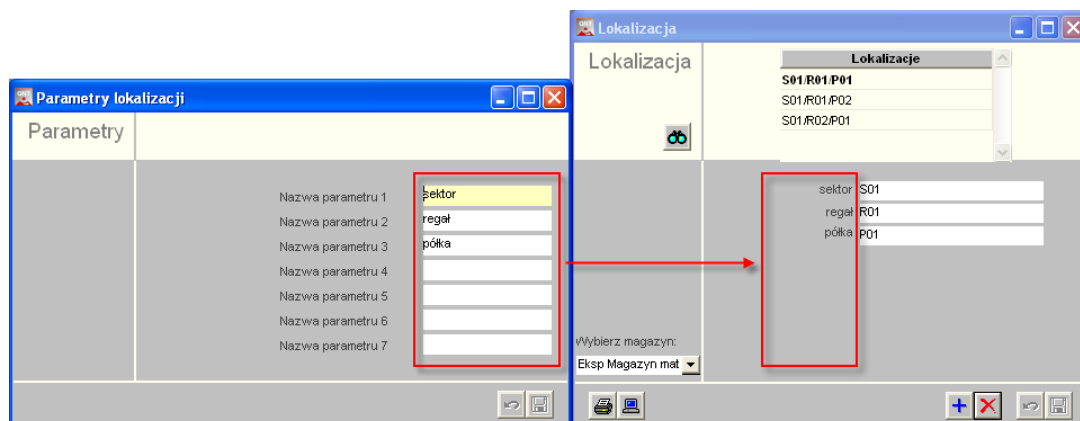 Parametry lokalizacji
Parametry
Nazwa parametru 1 sektor
Nazwa parametru 2 regał
Nazwa parametru 3 półka
Nazwa parametru 4
Nazwa parametru 5
Nazwa parametru 6
Nazwa parametru 7
Lokalizacja
Lokalizacja
Lokalizacje
S01/R01/P01
S01/R01/P02
S01/R02/P01
sektor S01
regał R01
półka P01
Wybierz magazyn:
Eksp Magazyn mat